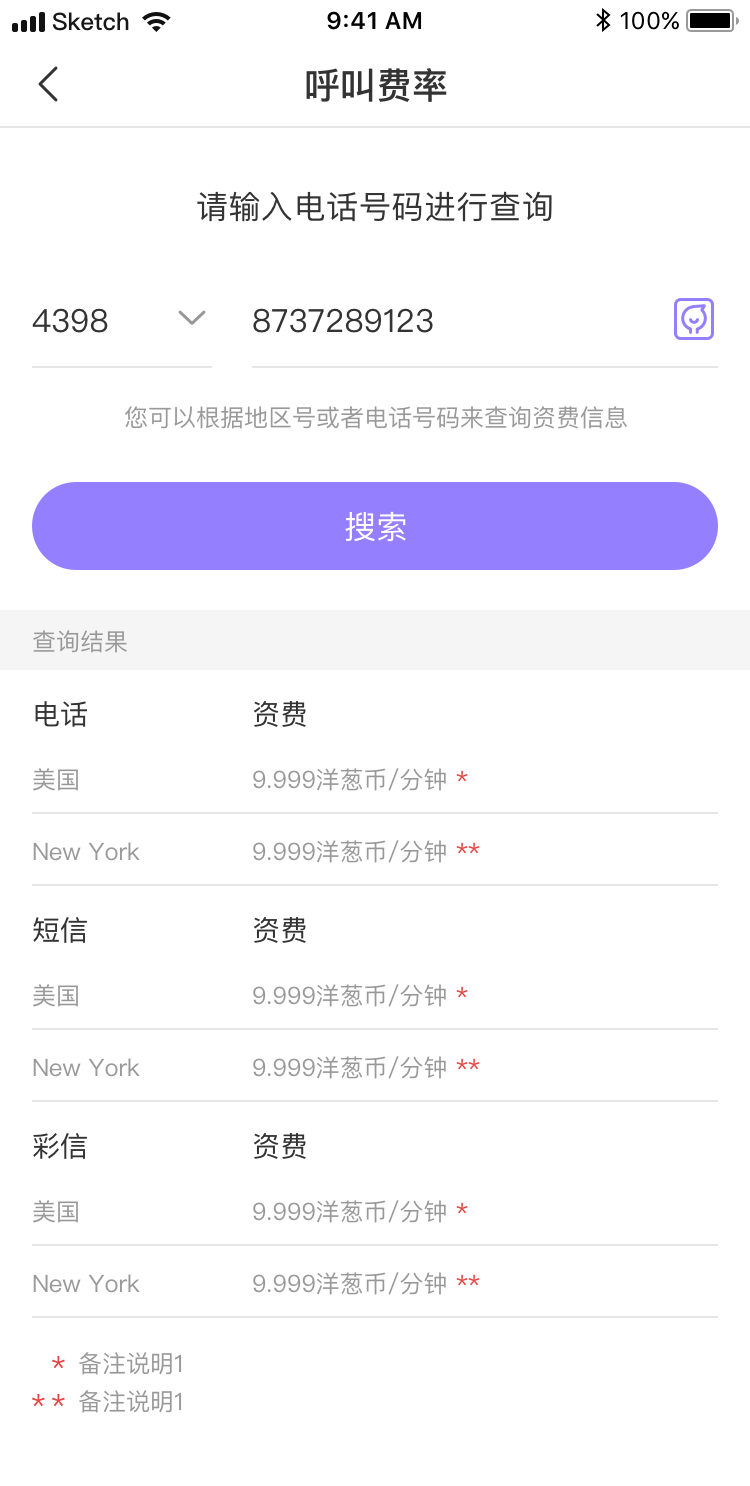 Sketch 9:41 AM 100%
呼叫费率
请输入电话号码进行查询
4398 8737289123
您可以根据地区号或者电话号码来查询资费信息
搜索
查询结果
电话 资费
美国 9.999洋葱币/分钟 *
New York 9.999洋葱币/分钟 **
短信 资费
美国 9.999洋葱币/分钟 *
New York 9.999洋葱币/分钟 **
彩信 资费
美国 9.999洋葱币/分钟 *
New York 9.999洋葱币/分钟 **
* 备注说明1
** 备注说明1